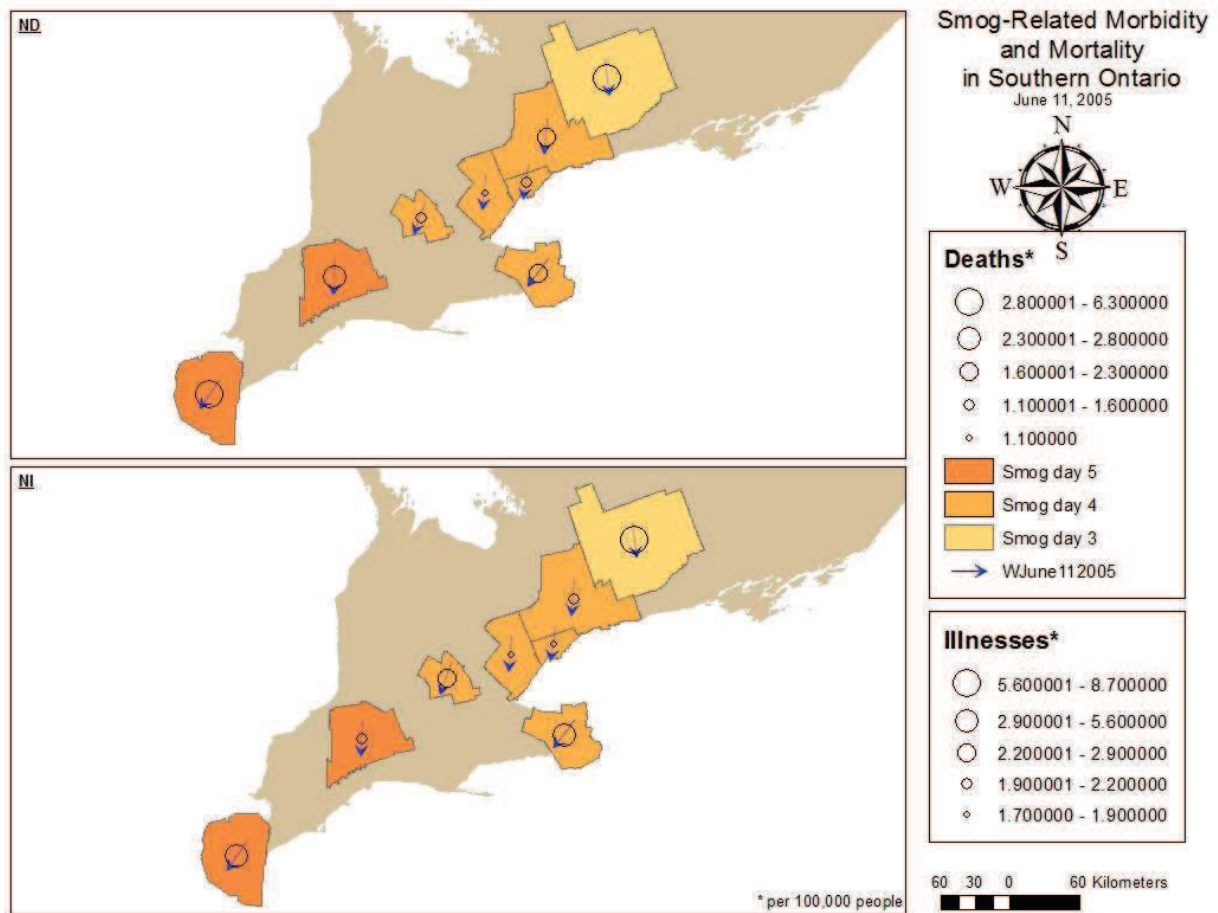 ND
NI
* per 100,000 people
Smog-Related Morbidity
and Mortality
in Southern Ontario
June 11, 2005
N
W E
S
Deaths*
2.800001 - 6.300000
2.300001 - 2.800000
1.600001 - 2.300000
1.100001 - 1.600000
1.100000
Smog day 5
Smog day 4
Smog day 3
WJune112005
Illnesses*
5.600001 - 8.700000
2.900001 - 5.600000
2.200001 - 2.900000
1.900001 - 2.200000
1.700000 - 1.900000
60 30 0 60 Kilometers